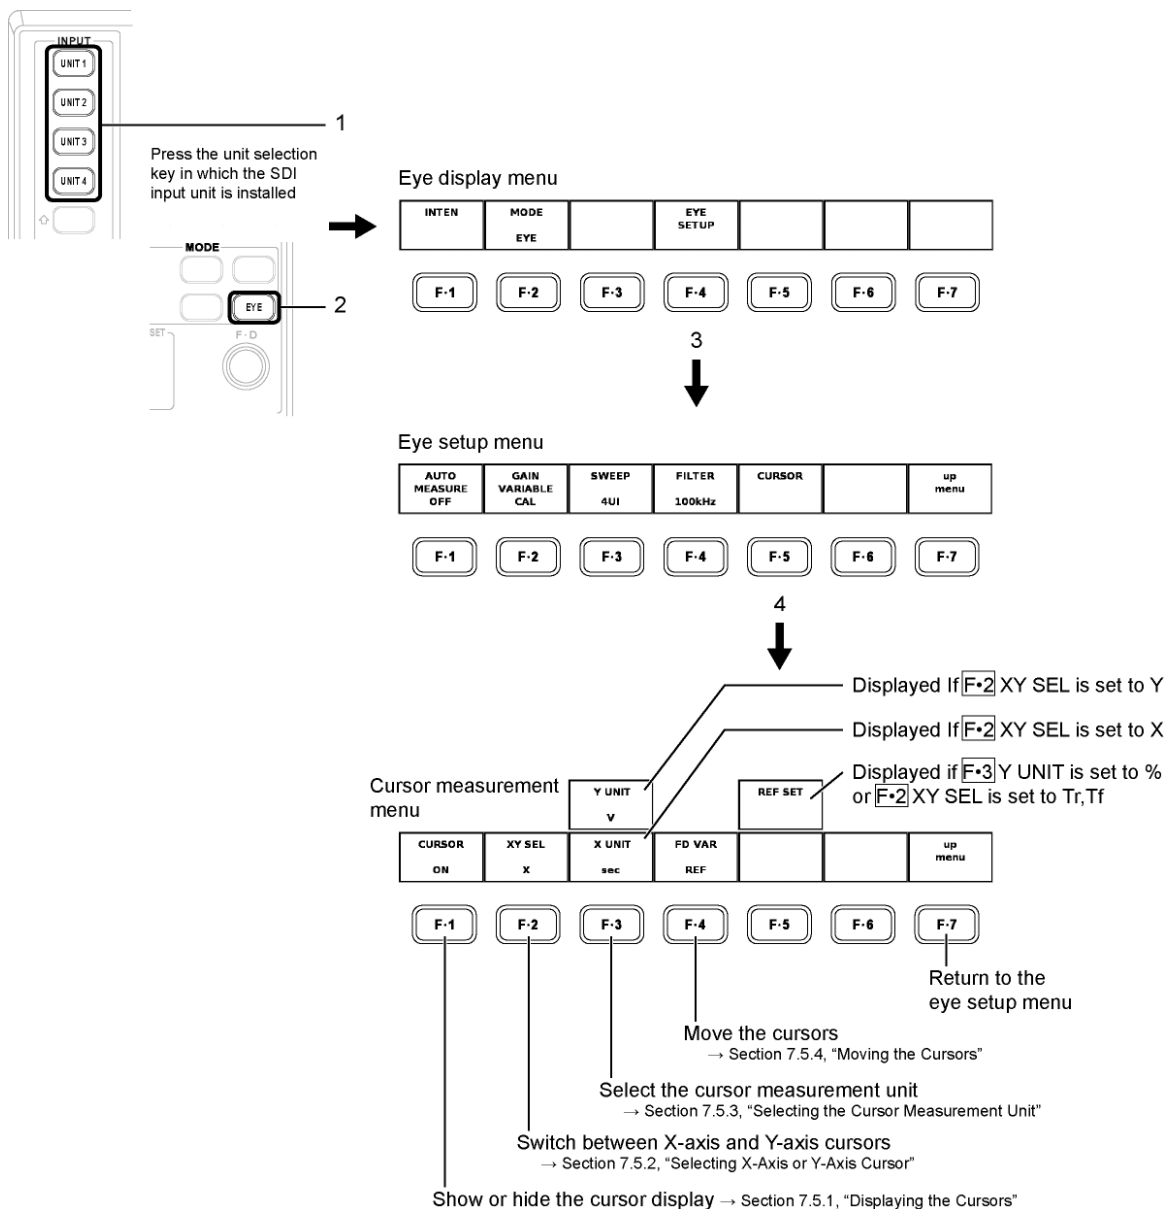 INPUT
UNIT 1
UNIT 2
UNIT 3
UNIT 4
1
Press the unit selection
key in which the SDI
input unit is installed
MODE
EYE
2
SET
F·D
Eye display menu
INTEN
MODE
EYE
EYE
SETUP
F·1
F·2
F·3
F·4
F·5
F·6
F·7
3
Eye setup menu
AUTO
MEASURE
OFF
GAIN
VARIABLE
CAL
SWEEP
4UI
FILTER
100kHz
CURSOR
up
menu
F·1
F·2
F·3
F·4
F·5
F·6
F·7
4
Displayed If F•2 XY SEL is set to Y
Displayed If F•2 XY SEL is set to X
Displayed if F•3 Y UNIT is set to %
or F•2 XY SEL is set to Tr,Tf
Cursor measurement
menu
Y UNIT
V
REF SET
CURSOR
ON
XY SEL
X
X UNIT
sec
FD VAR
REF
up
menu
F·1
F·2
F·3
F·4
F·5
F·6
F·7
Return to the
eye setup menu
Move the cursors
→ Section 7.5.4, “Moving the Cursors”
Select the cursor measurement unit
→ Section 7.5.3, “Selecting the Cursor Measurement Unit”
Switch between X-axis and Y-axis cursors
→ Section 7.5.2, “Selecting X-Axis or Y-Axis Cursor”
Show or hide the cursor display → Section 7.5.1, “Displaying the Cursors”